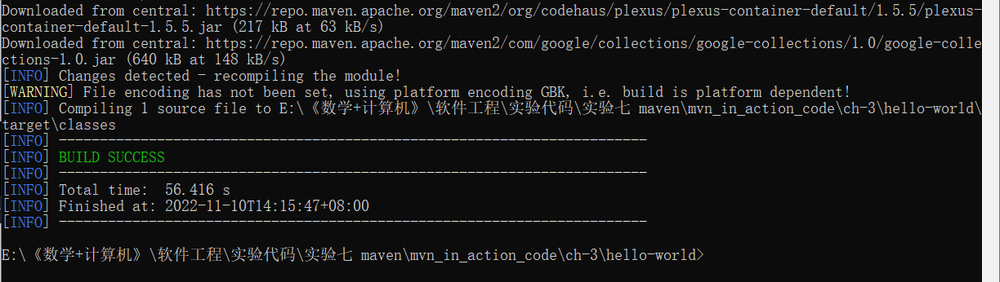 Downloaded from central: https://repo.maven.apache.org/maven2/org/codehaus/plexus/plexus-container-default/1.5.5/plexus-
container-default-1.5.5.jar (217 kB at 63 kB/s)
Downloaded from central: https://repo.maven.apache.org/maven2/com/google/collections/google-collections/1.0/google-colle
ctions-1.0.jar (640 kB at 148 kB/s)
[INFO] Changes detected - recompiling the module!
[WARNING] File encoding has not been set, using platform encoding GBK, i.e. build is platform dependent!
[INFO] Compiling 1 source file to E:\《数学+计算机》\软件工程\实验代码\实验七 maven\mvn_in_action_code\ch-3\hello-world\
target\classes
[INFO] ------------------------------------------------------------------------
[INFO] BUILD SUCCESS
[INFO] ------------------------------------------------------------------------
[INFO] Total time:  56.416 s
[INFO] Finished at: 2022-11-10T14:15:47+08:00
[INFO] ------------------------------------------------------------------------
E:\《数学+计算机》\软件工程\实验代码\实验七 maven\mvn_in_action_code\ch-3\hello-world>